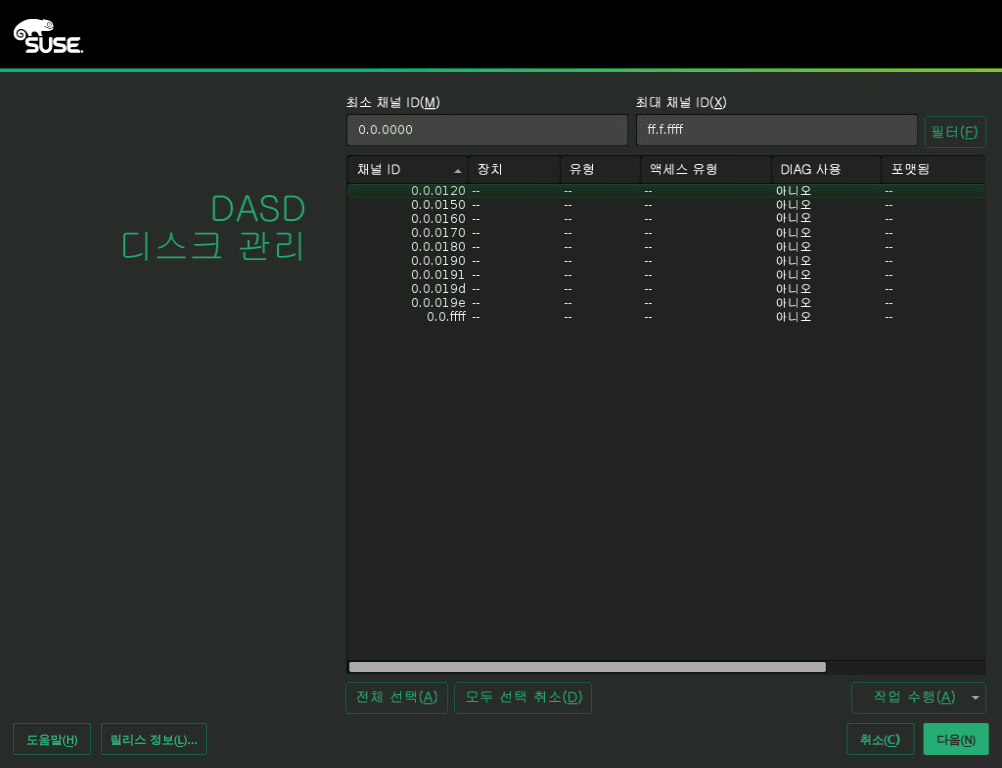 SUSE.
최소 채널 ID(M) 최대 채널 ID(X)
0.0.0000 ff.f.ffff 필터(F)
채널 ID 장치 유형 액세스 유형 DIAG 사용 포맷됨
DASD
디스크 관리
0.0.0120 -- -- -- 아니오 --
0.0.0150 -- -- -- 아니오 --
0.0.0160 -- -- -- 아니오 --
0.0.0170 -- -- -- 아니오 --
0.0.0180 -- -- -- 아니오 --
0.0.0190 -- -- -- 아니오 --
0.0.0191 -- -- -- 아니오 --
0.0.019d -- -- -- 아니오 --
0.0.019e -- -- -- 아니오 --
0.0.ffff -- -- -- 아니오 --
전체 선택(A) 모두 선택 취소(D) 작업 수행(A)
도움말(H) 릴리스 정보(L)... 취소(C) 다음(N)